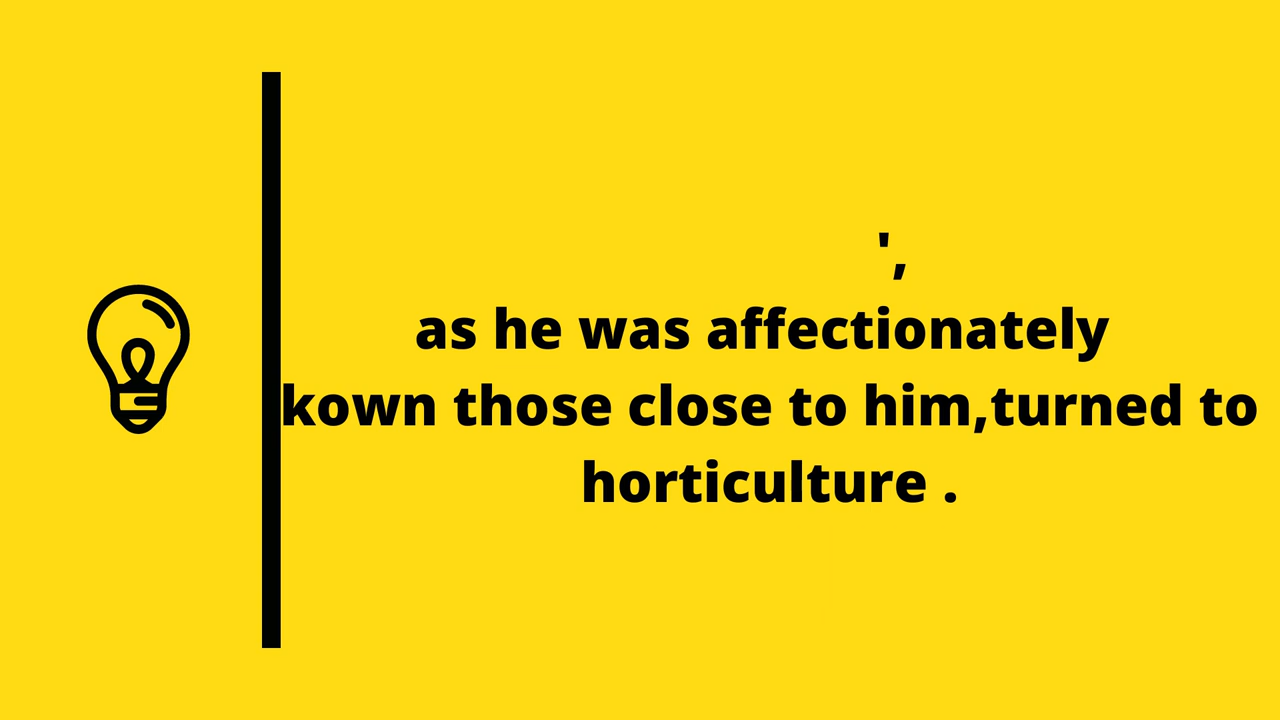 ',
as he was affectionately
kown those close to him,turned to
horticulture .